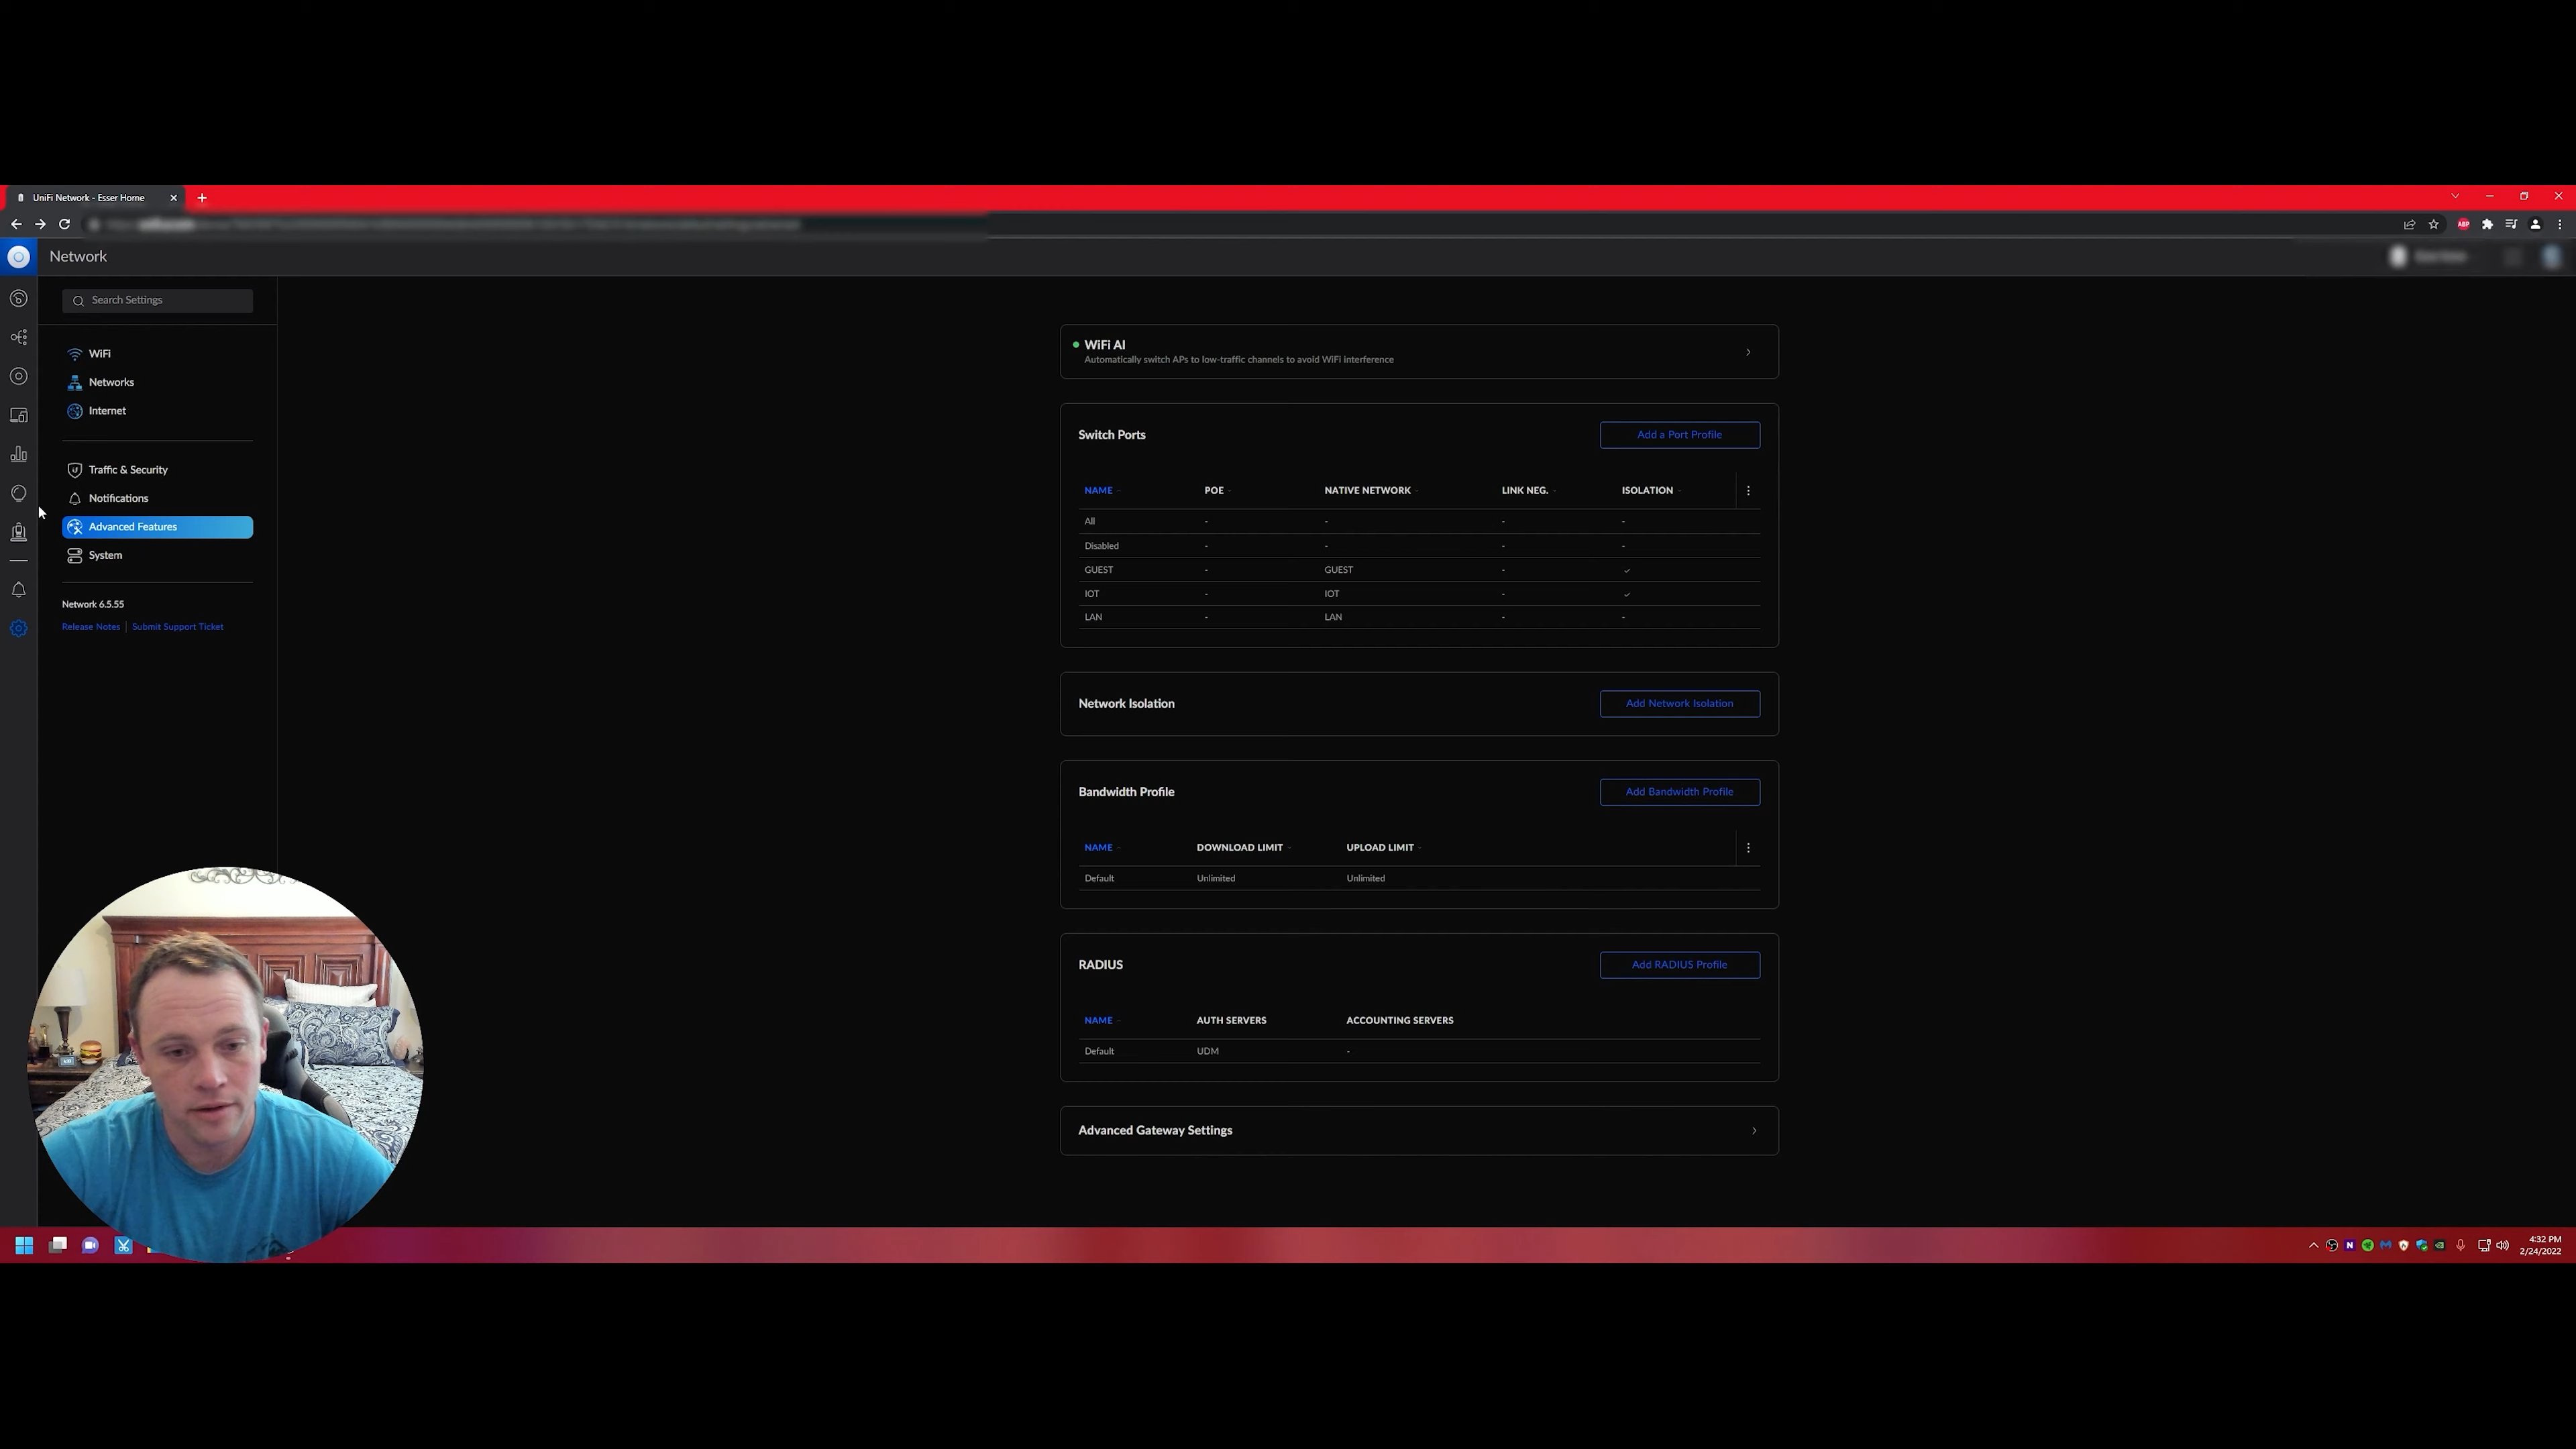 UniFi Network - Esser Home
Network
Search Settings
WiFi
Networks
Internet
Traffic & Security
Notifications
Advanced Features
System
Network 6.5.55
Release Notes | Submit Support Ticket
WiFi AI
Automatically switch APs to low-traffic channels to avoid WiFi interference
Switch Ports Add a Port Profile
NAME POE NATIVE NETWORK LINK NEG. ISOLATION
All - - - -
Disabled - - - -
GUEST - GUEST -
IOT - IOT -
LAN - LAN - -
Network Isolation Add Network Isolation
Bandwidth Profile Add Bandwidth Profile
NAME DOWNLOAD LIMIT UPLOAD LIMIT
Default Unlimited Unlimited
RADIUS Add RADIUS Profile
NAME AUTH SERVERS ACCOUNTING SERVERS
Default UDM -
Advanced Gateway Settings
ABP
N
4:32 PM
2/24/2022